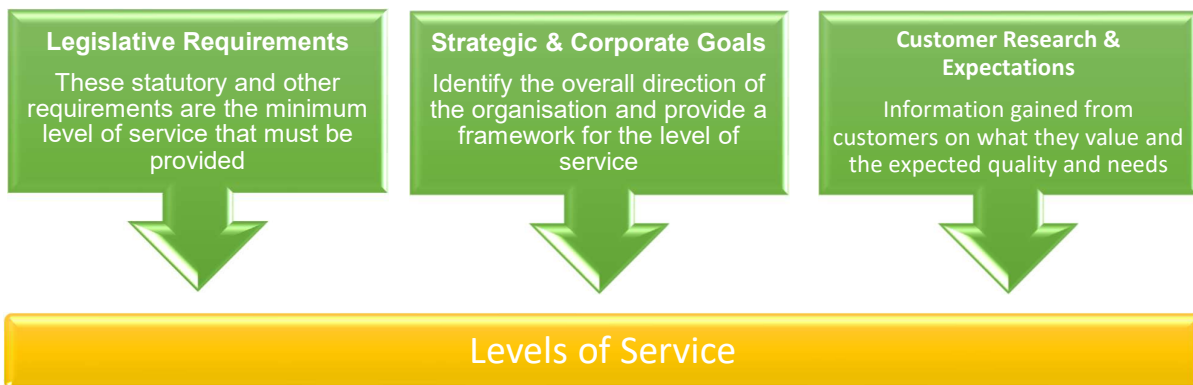 Legislative Requirements
These statutory and other
requirements are the minimum
level of service that must be
provided
Strategic & Corporate Goals
Identify the overall direction of
the organisation and provide a
framework for the level of
service
Customer Research &
Expectations
Information gained from
customers on what they value and
the expected quality and needs
Levels of Service